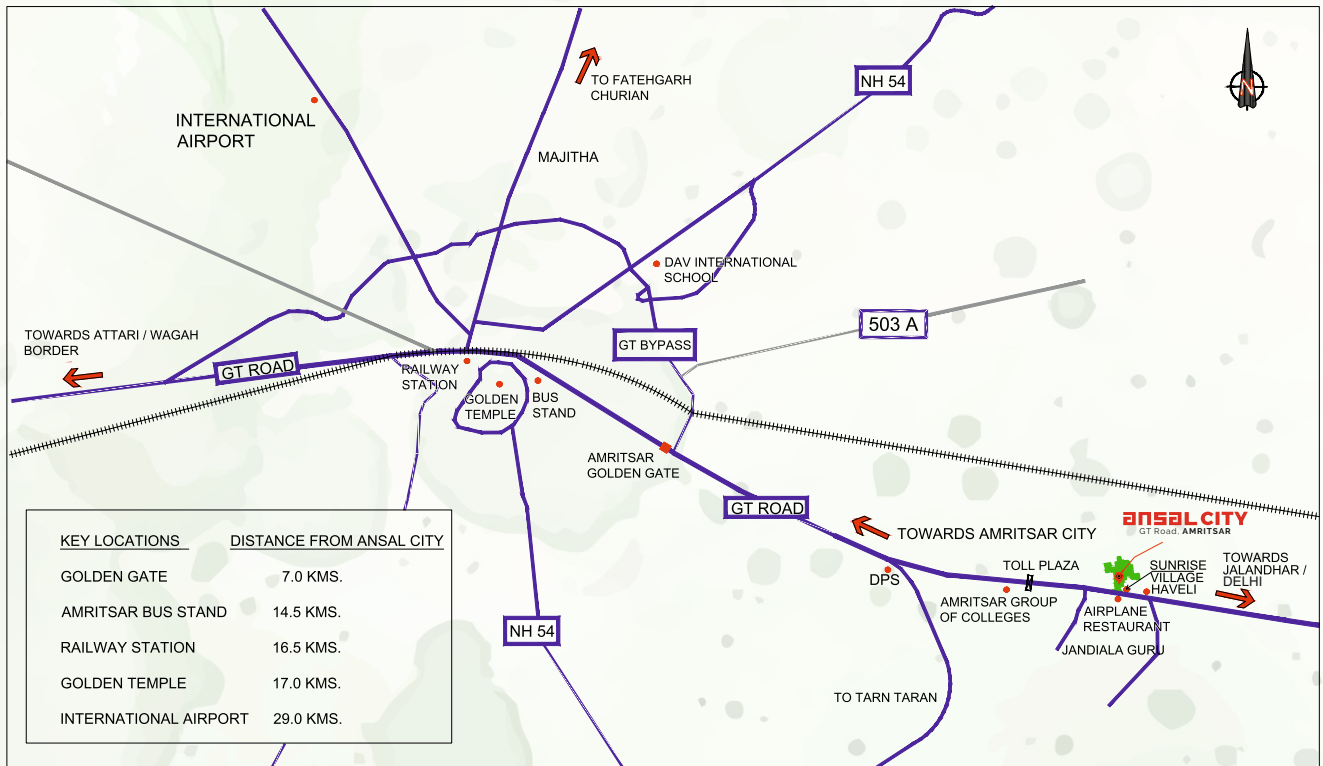 NH 54
TO FATEHGARH
CHURIAN
N
INTERNATIONAL
AIRPORT
MAJITHA
DAV INTERNATIONAL
SCHOOL
503 A
TOWARDS ATTARI / WAGAH
BORDER
GT BYPASS
GT ROAD
RAILWAY
STATION
GOLDEN
TEMPLE
BUS
STAND
AMRITSAR
GOLDEN GATE
GT ROAD
ansal CITY
GT Road, AMRITSAR
TOWARDS AMRITSAR CITY
KEY LOCATIONS DISTANCE FROM ANSAL CITY
GOLDEN GATE 7.0 KMS.
AMRITSAR BUS STAND 14.5 KMS.
RAILWAY STATION 16.5 KMS.
GOLDEN TEMPLE 17.0 KMS.
INTERNATIONAL AIRPORT 29.0 KMS.
DPS
TOLL PLAZA
SUNRISE
VILLAGE
HAVELI
TOWARDS
JALANDHAR /
DELHI
AMRITSAR GROUP
OF COLLEGES
AIRPLANE
RESTAURANT
NH 54
JANDIALA GURU
TO TARN TARAN